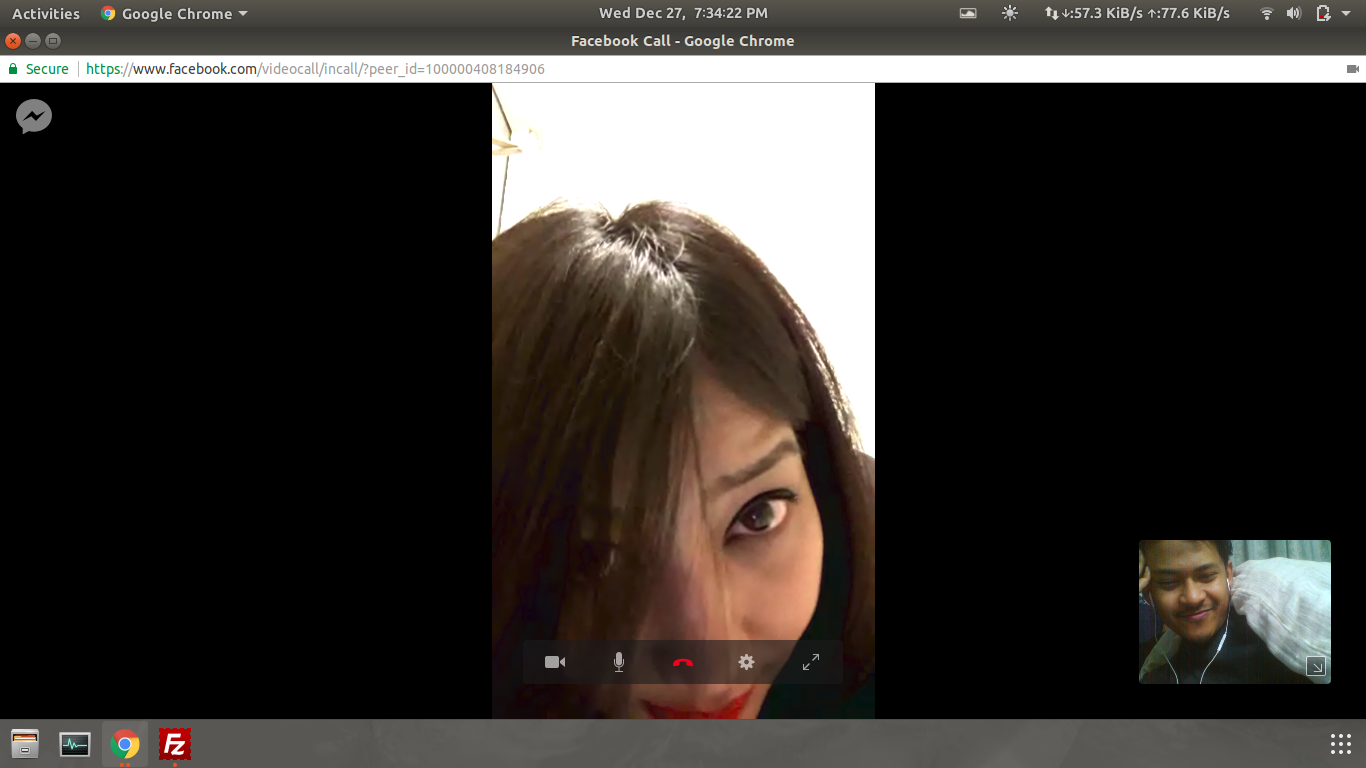 Activities Google Chrome Wed Dec 27, 7:34:22 PM ↓:57.3 KiB/s ↑:77.6 KiB/s
Facebook Call - Google Chrome
Secure https://www.facebook.com/videocall/incall/?peer_id=100000408184906
Fz